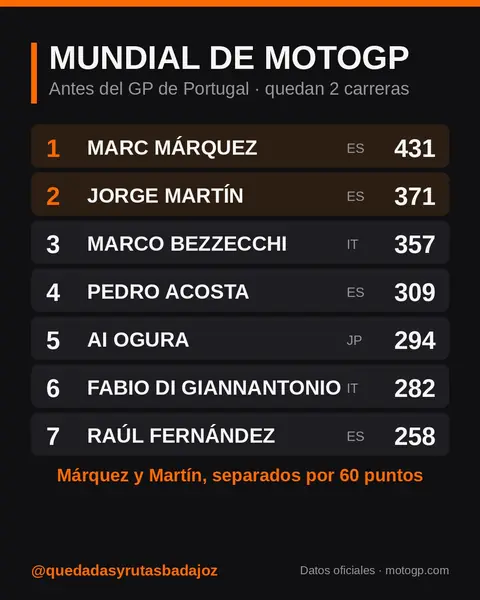 MUNDIAL DE MOTOGP
Antes del GP de Portugal · quedan 2 carreras
1 MARC MÁRQUEZ ES 431
2 JORGE MARTÍN ES 371
3 MARCO BEZZECCHI IT 357
4 PEDRO ACOSTA ES 309
5 AI OGURA JP 294
6 FABIO DI GIANNANTONIO IT 282
7 RAÚL FERNÁNDEZ ES 258
Márquez y Martín, separados por 60 puntos
@quedadasyrutasbadajoz Datos oficiales · motogp.com